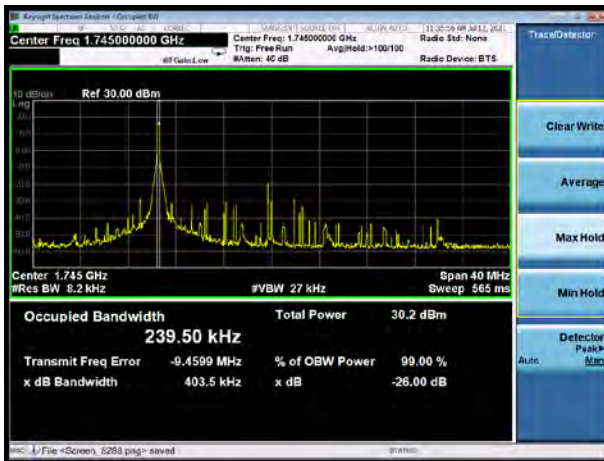 Keysight Spectrum Analyzer - Occupied BW
Center Freq 1.745000000 GHz
Center Freq: 1.745000000 GHz
Radio Std: None
Trig: Free Run
Avg|Hold:>100/100
#IFGain:Low
#Atten: 40 dB
Radio Device: BTS
Trace/Detector
10 dB/div
Ref 30.00 dBm
Log
Clear Write
Average
Max Hold
Min Hold
Detector
Peak
Auto
Man
Center 1.745 GHz
Span 40 MHz
#Res BW 8.2 kHz
#VBW 27 kHz
Sweep 565 ms
Occupied Bandwidth
Total Power
30.2 dBm
239.50 kHz
Transmit Freq Error
-9.4599 MHz
% of OBW Power
99.00 %
x dB Bandwidth
403.5 kHz
x dB
-26.00 dB
File <Screen_6288.png> saved
STATUS